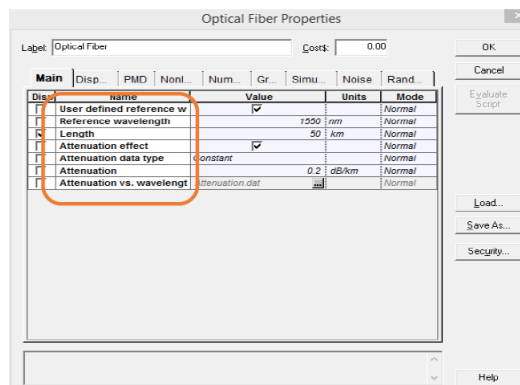 Optical Fiber Properties
Label: Optical Fiber Cost$: 0.00
OK
Cancel
Evaluate Script
Main Disp... PMD Nonl... Num... Gr... Simu... Noise Rand...
Disp Name Value Units Mode
User defined reference w Normal
Reference wavelength 1550 nm Normal
Length 50 km Normal
Attenuation effect Normal
Attenuation data type Constant Normal
Attenuation 0.2 dB/km Normal
Attenuation vs. wavelengt Attenuation.dat ... Normal
Load...
Save As...
Security...
Help